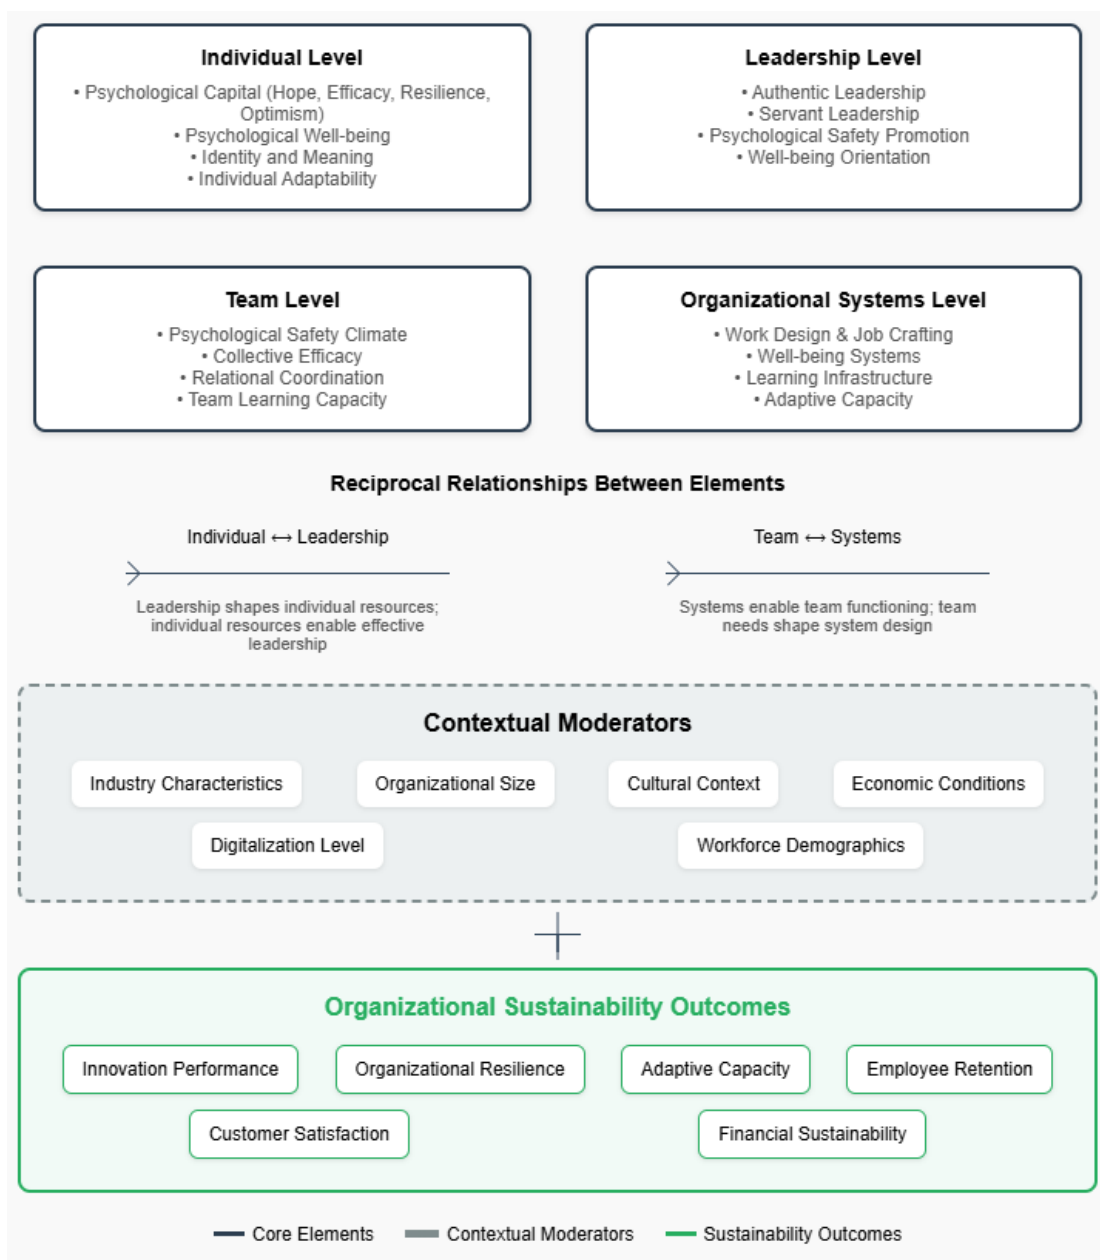 Individual Level
• Psychological Capital (Hope, Efficacy, Resilience,
Optimism)
• Psychological Well-being
• Identity and Meaning
• Individual Adaptability
Leadership Level
• Authentic Leadership
• Servant Leadership
• Psychological Safety Promotion
• Well-being Orientation
Team Level
• Psychological Safety Climate
• Collective Efficacy
• Relational Coordination
• Team Learning Capacity
Organizational Systems Level
• Work Design & Job Crafting
• Well-being Systems
• Learning Infrastructure
• Adaptive Capacity
Reciprocal Relationships Between Elements
Individual ↔ Leadership
Leadership shapes individual resources;
individual resources enable effective
leadership
Team ↔ Systems
Systems enable team functioning; team
needs shape system design
Contextual Moderators
Industry Characteristics
Organizational Size
Cultural Context
Economic Conditions
Digitalization Level
Workforce Demographics
Organizational Sustainability Outcomes
Innovation Performance
Organizational Resilience
Adaptive Capacity
Employee Retention
Customer Satisfaction
Financial Sustainability
Core Elements
Contextual Moderators
Sustainability Outcomes